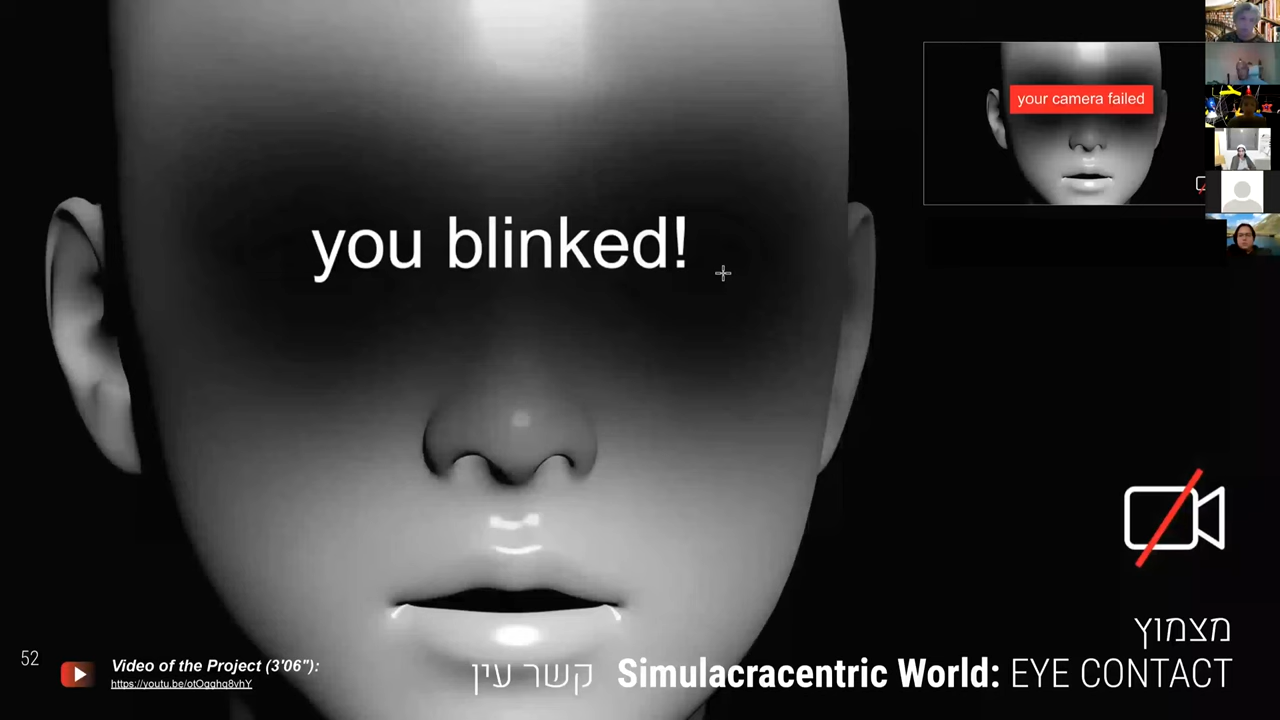 you blinked!
your camera failed
52
Video of the Project (3'06"):
https://youtu.be/otOgghq8vhY
מצמוץ
קשר עין Simulacracentric World: EYE CONTACT